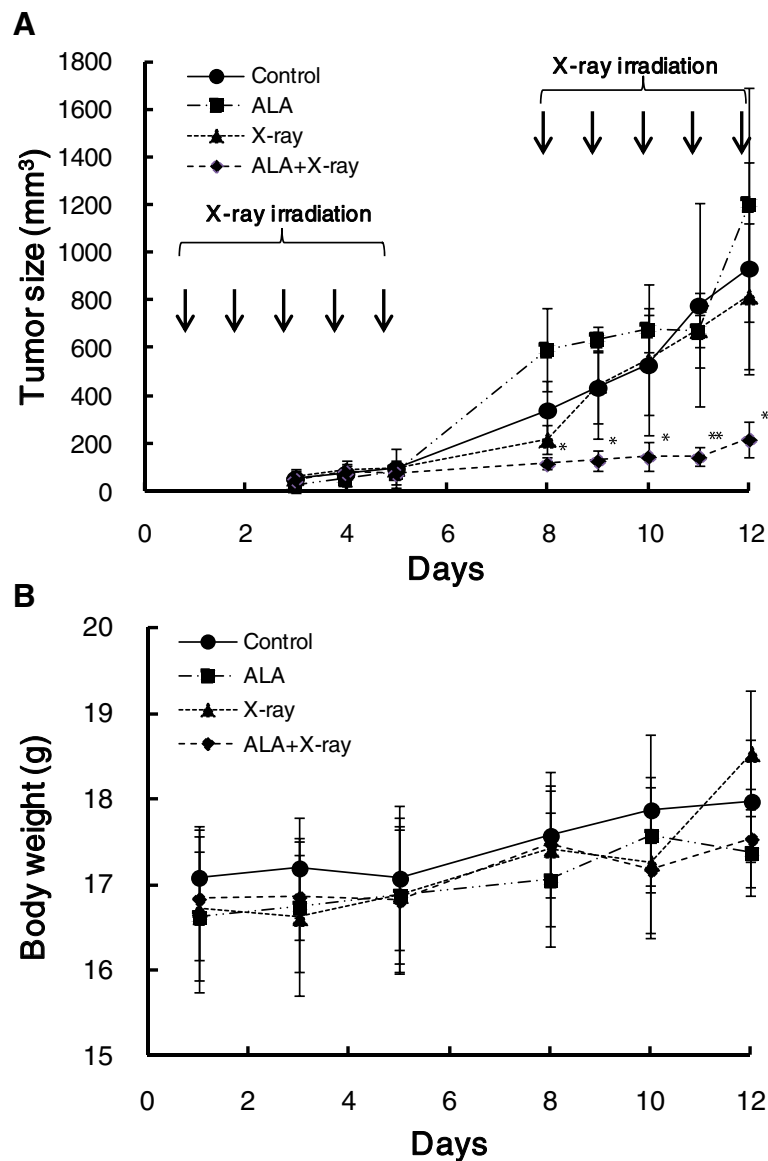 A
Tumor size (mm³)
1800
1600
1400
1200
1000
800
600
400
200
0
Control
ALA
X-ray
ALA+X-ray
X-ray irradiation
X-ray irradiation
*
*
*
**
*
0 2 4 6 8 10 12
Days
B
Body weight (g)
20
19
18
17
16
15
Control
ALA
X-ray
ALA+X-ray
0 2 4 6 8 10 12
Days